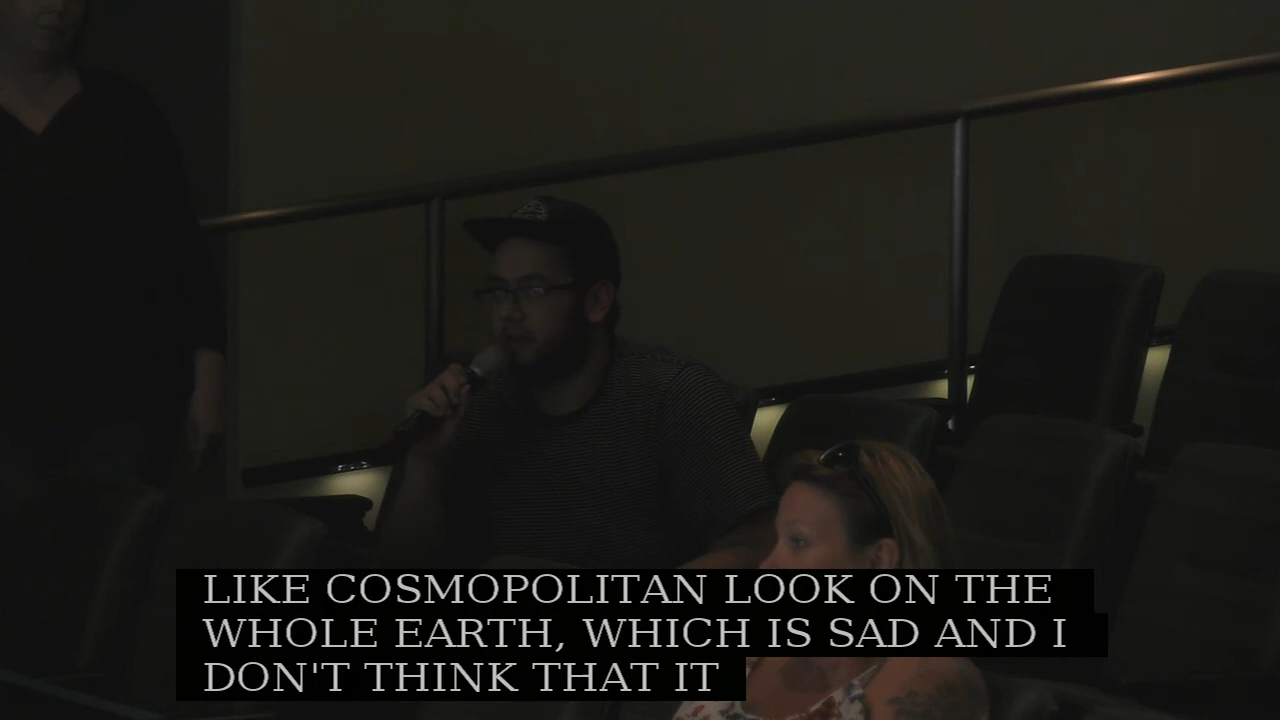 LIKE COSMOPOLITAN LOOK ON THE
WHOLE EARTH, WHICH IS SAD AND I
DON'T THINK THAT IT